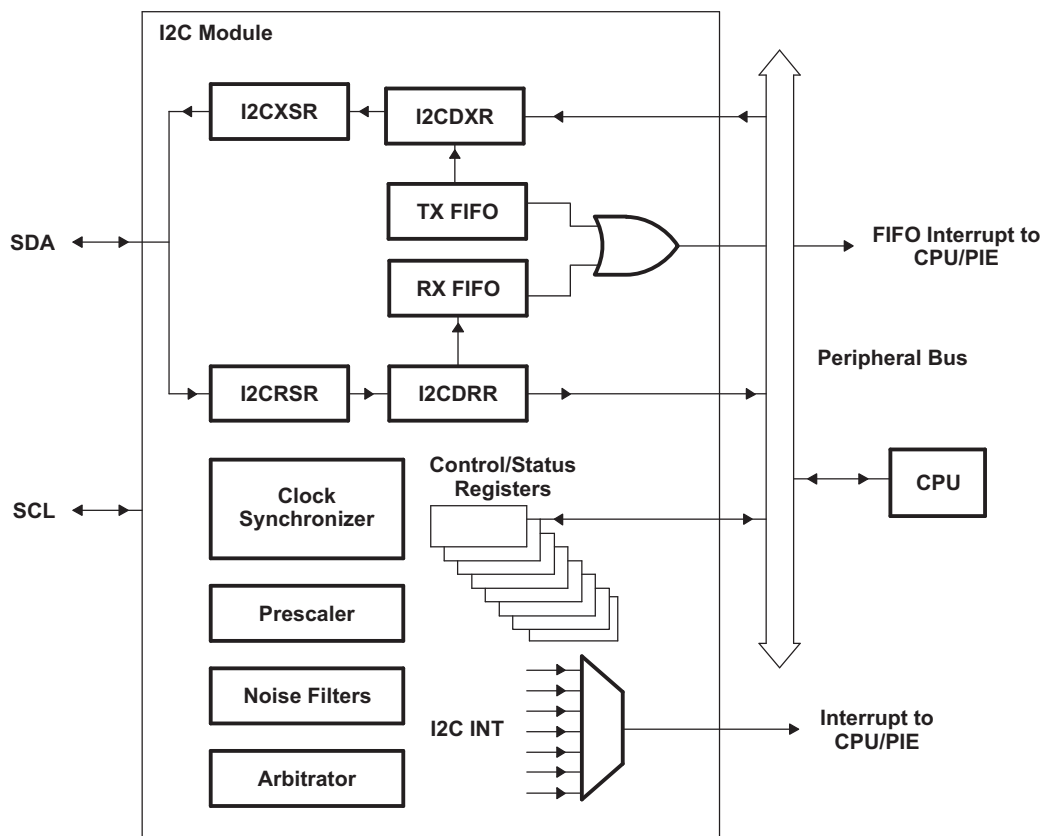 I2C Module
I2CXSR
I2CDXR
TX FIFO
RX FIFO
SDA
FIFO Interrupt to
CPU/PIE
Peripheral Bus
I2CRSR
I2CDRR
Clock
Synchronizer
Control/Status
Registers
SCL
CPU
Prescaler
Noise Filters
I2C INT
Interrupt to
CPU/PIE
Arbitrator